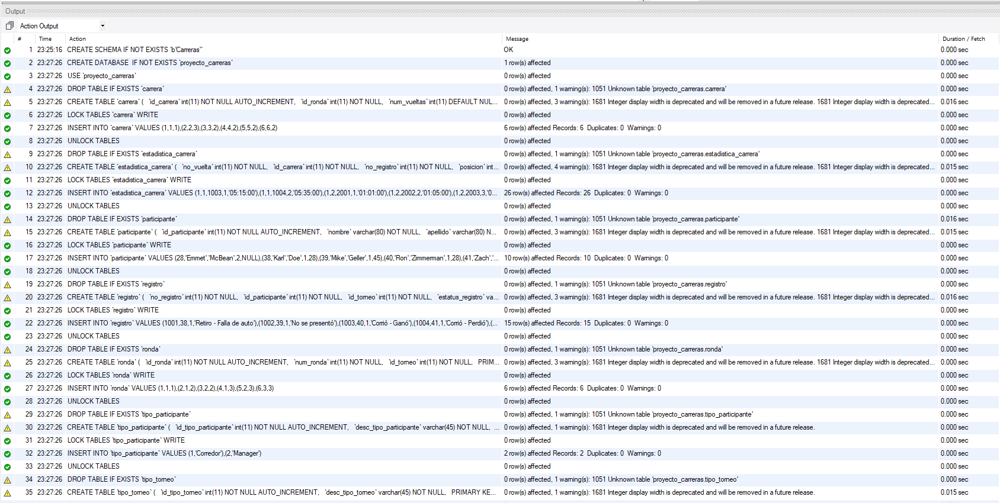 Output
Action Output
# Time Action Message Duration / Fetch
1 23:25:16 CREATE SCHEMA IF NOT EXISTS `b'Carreras'` OK 0.000 sec
2 23:27:26 CREATE DATABASE  IF NOT EXISTS `proyecto_carreras` 1 row(s) affected 0.000 sec
3 23:27:26 USE `proyecto_carreras` 0 row(s) affected 0.000 sec
4 23:27:26 DROP TABLE IF EXISTS `carrera` 0 row(s) affected, 1 warning(s): 1051 Unknown table 'proyecto_carreras.carrera' 0.000 sec
5 23:27:26 CREATE TABLE `carrera` (   `id_carrera` int(11) NOT NULL AUTO_INCREMENT,   `id_ronda` int(11) NOT NULL,   `num_vueltas` int(11) DEFAULT NUL... 0 row(s) affected, 3 warning(s): 1681 Integer display width is deprecated and will be removed in a future release. 1681 Integer display width is deprecated... 0.016 sec
6 23:27:26 LOCK TABLES `carrera` WRITE 0 row(s) affected 0.000 sec
7 23:27:26 INSERT INTO `carrera` VALUES (1,1,1),(2,2,3),(3,3,2),(4,4,2),(5,5,2),(6,6,2) 6 row(s) affected Records: 6  Duplicates: 0  Warnings: 0 0.000 sec
8 23:27:26 UNLOCK TABLES 0 row(s) affected 0.000 sec
9 23:27:26 DROP TABLE IF EXISTS `estadistica_carrera` 0 row(s) affected, 1 warning(s): 1051 Unknown table 'proyecto_carreras.estadistica_carrera' 0.000 sec
10 23:27:26 CREATE TABLE `estadistica_carrera` (   `no_vuelta` int(11) NOT NULL,   `id_carrera` int(11) NOT NULL,   `no_registro` int(11) NOT NULL,   `posicion` int... 0 row(s) affected, 4 warning(s): 1681 Integer display width is deprecated and will be removed in a future release. 1681 Integer display width is deprecated... 0.015 sec
11 23:27:26 LOCK TABLES `estadistica_carrera` WRITE 0 row(s) affected 0.000 sec
12 23:27:26 INSERT INTO `estadistica_carrera` VALUES (1,1,1003,1,'05:15:00'),(1,1,1004,2,'05:35:00'),(1,2,2001,1,'01:01:00'),(1,2,2002,2,'01:05:00'),(1,2,2003,3,'0... 26 row(s) affected Records: 26  Duplicates: 0  Warnings: 0 0.000 sec
13 23:27:26 UNLOCK TABLES 0 row(s) affected 0.000 sec
14 23:27:26 DROP TABLE IF EXISTS `participante` 0 row(s) affected, 1 warning(s): 1051 Unknown table 'proyecto_carreras.participante' 0.016 sec
15 23:27:26 CREATE TABLE `participante` (   `id_participante` int(11) NOT NULL AUTO_INCREMENT,   `nombre` varchar(80) NOT NULL,   `apellido` varchar(80) N... 0 row(s) affected, 3 warning(s): 1681 Integer display width is deprecated and will be removed in a future release. 1681 Integer display width is deprecated... 0.015 sec
16 23:27:26 LOCK TABLES `participante` WRITE 0 row(s) affected 0.000 sec
17 23:27:26 INSERT INTO `participante` VALUES (28,'Emmet','McBean',2,NULL),(38,'Karl','Doe',1,28),(39,'Mike','Geller',1,45),(40,'Ron','Zimmerman',1,28),(41,'Zach','... 10 row(s) affected Records: 10  Duplicates: 0  Warnings: 0 0.000 sec
18 23:27:26 UNLOCK TABLES 0 row(s) affected 0.000 sec
19 23:27:26 DROP TABLE IF EXISTS `registro` 0 row(s) affected, 1 warning(s): 1051 Unknown table 'proyecto_carreras.registro' 0.000 sec
20 23:27:26 CREATE TABLE `registro` (   `no_registro` int(11) NOT NULL,   `id_participante` int(11) NOT NULL,   `id_torneo` int(11) NOT NULL,   `estatus_registro` va... 0 row(s) affected, 3 warning(s): 1681 Integer display width is deprecated and will be removed in a future release. 1681 Integer display width is deprecated... 0.016 sec
21 23:27:26 LOCK TABLES `registro` WRITE 0 row(s) affected 0.000 sec
22 23:27:26 INSERT INTO `registro` VALUES (1001,38,1,'Retiro - Falla de auto'),(1002,39,1,'No se presentó'),(1003,40,1,'Corrió - Ganó'),(1004,41,1,'Corrió - Perdió'),(... 15 row(s) affected Records: 15  Duplicates: 0  Warnings: 0 0.000 sec
23 23:27:26 UNLOCK TABLES 0 row(s) affected 0.000 sec
24 23:27:26 DROP TABLE IF EXISTS `ronda` 0 row(s) affected, 1 warning(s): 1051 Unknown table 'proyecto_carreras.ronda' 0.000 sec
25 23:27:26 CREATE TABLE `ronda` (   `id_ronda` int(11) NOT NULL AUTO_INCREMENT,   `num_ronda` int(11) NOT NULL,   `id_torneo` int(11) NOT NULL,   PRIM... 0 row(s) affected, 3 warning(s): 1681 Integer display width is deprecated and will be removed in a future release. 1681 Integer display width is deprecated... 0.000 sec
26 23:27:26 LOCK TABLES `ronda` WRITE 0 row(s) affected 0.000 sec
27 23:27:26 INSERT INTO `ronda` VALUES (1,1,1),(2,1,2),(3,2,2),(4,1,3),(5,2,3),(6,3,3) 6 row(s) affected Records: 6  Duplicates: 0  Warnings: 0 0.000 sec
28 23:27:26 UNLOCK TABLES 0 row(s) affected 0.000 sec
29 23:27:26 DROP TABLE IF EXISTS `tipo_participante` 0 row(s) affected, 1 warning(s): 1051 Unknown table 'proyecto_carreras.tipo_participante' 0.000 sec
30 23:27:26 CREATE TABLE `tipo_participante` (   `id_tipo_participante` int(11) NOT NULL AUTO_INCREMENT,   `desc_tipo_participante` varchar(45) NOT NULL,   ... 0 row(s) affected, 1 warning(s): 1681 Integer display width is deprecated and will be removed in a future release. 0.000 sec
31 23:27:26 LOCK TABLES `tipo_participante` WRITE 0 row(s) affected 0.000 sec
32 23:27:26 INSERT INTO `tipo_participante` VALUES (1,'Corredor'),(2,'Manager') 2 row(s) affected Records: 2  Duplicates: 0  Warnings: 0 0.000 sec
33 23:27:26 UNLOCK TABLES 0 row(s) affected 0.000 sec
34 23:27:26 DROP TABLE IF EXISTS `tipo_torneo` 0 row(s) affected, 1 warning(s): 1051 Unknown table 'proyecto_carreras.tipo_torneo' 0.000 sec
35 23:27:26 CREATE TABLE `tipo_torneo` (   `id_tipo_torneo` int(11) NOT NULL AUTO_INCREMENT,   `desc_tipo_torneo` varchar(45) NOT NULL,   PRIMARY KE... 0 row(s) affected, 1 warning(s): 1681 Integer display width is deprecated and will be removed in a future release. 0.015 sec